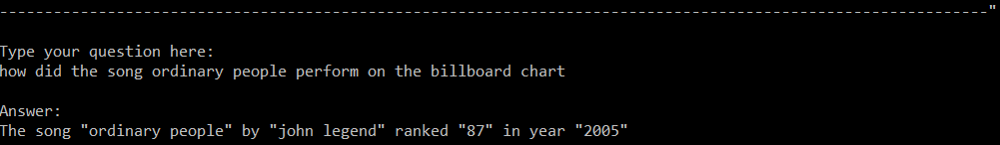 --------------------------------------------------------------------------------------------------------------"
Type your question here:
how did the song ordinary people perform on the billboard chart
Answer:
The song "ordinary people" by "john legend" ranked "87" in year "2005"